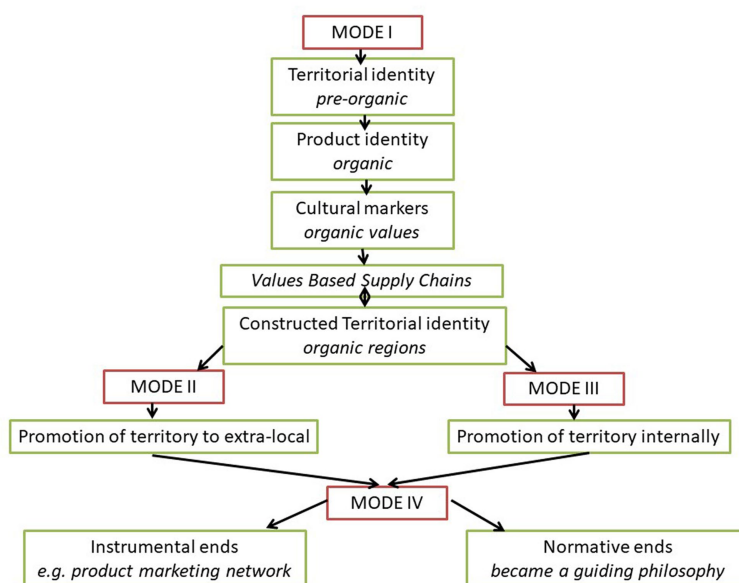 MODE I
Territorial identity
pre-organic
Product identity
organic
Cultural markers
organic values
Values Based Supply Chains
Constructed Territorial identity
organic regions
MODE II
MODE III
Promotion of territory to extra-local
Promotion of territory internally
MODE IV
Instrumental ends
e.g. product marketing network
Normative ends
became a guiding philosophy